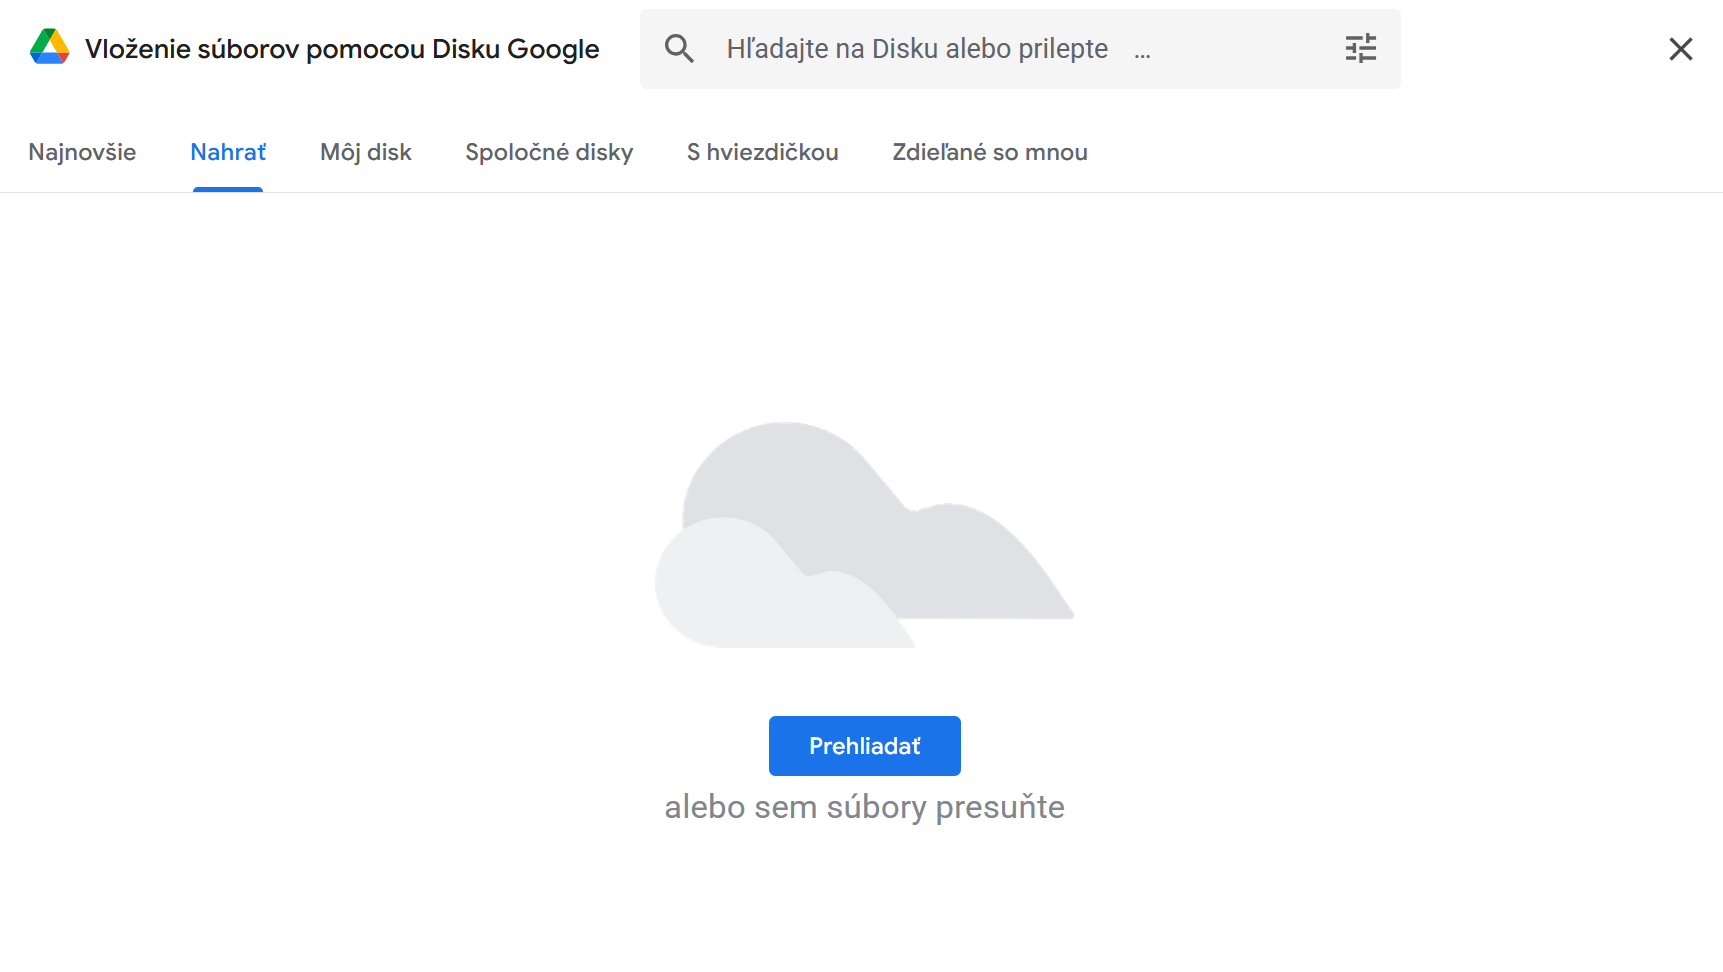 Vloženie súborov pomocou Disku Google
Hľadajte na Disku alebo prilepte ...
Najnovšie
Nahrať
Môj disk
Spoločné disky
S hviezdičkou
Zdieľané so mnou
Prehliadať
alebo sem súbory presuňte